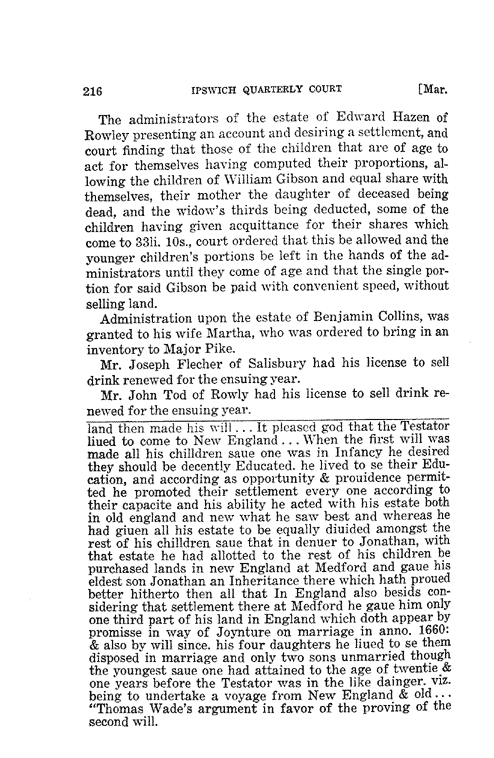 216 IPSWICH QUARTERLY COURT [Mar.
The administrators of the estate of Edward Hazen of
Rowley presenting an account and desiring a settlement, and
court finding that those of the children that are of age to
act for themselves having computed their proportions, al-
lowing the children of William Gibson and equal share with
themselves, their mother the daughter of deceased being
dead, and the widow's thirds being deducted, some of the
children having given acquittance for their shares which
come to 33li. 10s., court ordered that this be allowed and the
younger children's portions be left in the hands of the ad-
ministrators until they come of age and that the single por-
tion for said Gibson be paid with convenient speed, without
selling land.
Administration upon the estate of Benjamin Collins, was
granted to his wife Martha, who was ordered to bring in an
inventory to Major Pike.
Mr. Joseph Flecher of Salisbury had his license to sell
drink renewed for the ensuing year.
Mr. John Tod of Rowly had his license to sell drink re-
newed for the ensuing year.
land then made his will . . . It pleased god that the Testator
liued to come to New England . . . When the first will was
made all his chilldren saue one was in Infancy he desired
they should be decently Educated. he lived to se their Edu-
cation, and according as opportunity & prouidence permit-
ted he promoted their settlement every one according to
their capacite and his ability he acted with his estate both
in old england and new what he saw best and whereas he
had giuen all his estate to be equally diuided amongst the
rest of his children saue that in denuer to Jonathan, with
that estate he had allotted to the rest of his children be
purchased lands in new England at Medford and gaue his
eldest son Jonathan an Inheritance there which hath proued
better hitherto then all that In England also besids con-
sidering that settlement there at Medford he gaue him only
one third part of his land in England which doth appear by
promisse in way of Joynture on marriage in anno. 1660:
& also by will since. his four daughters he liued to se them
disposed in marriage and only two sons unmarried though
the youngest saue one had attained to the age of twentie &
one years before the Testator was in the like dainger. viz.
being to undertake a voyage from New England & old . . .
"Thomas Wade's argument in favor of the proving of the
second will.